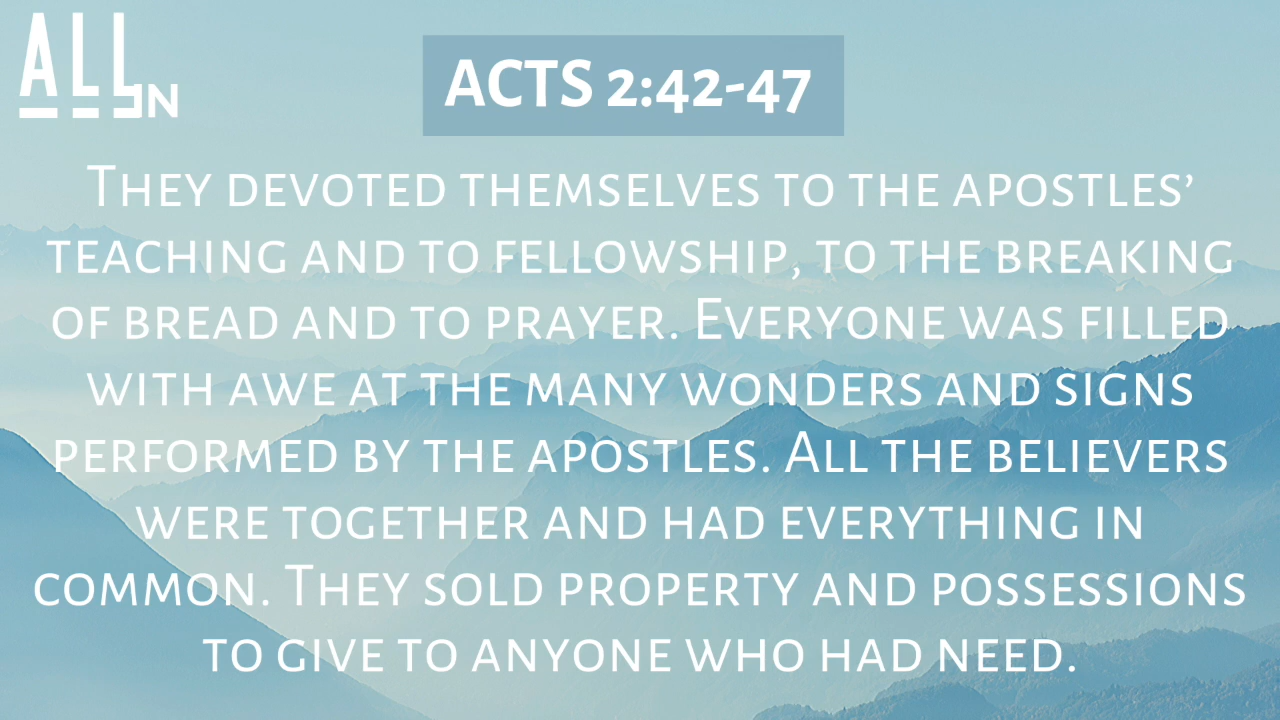 ALL IN
ACTS 2:42-47
They devoted themselves to the apostles’
teaching and to fellowship, to the breaking
of bread and to prayer. Everyone was filled
with awe at the many wonders and signs
performed by the apostles. All the believers
were together and had everything in
common. They sold property and possessions
to give to anyone who had need.